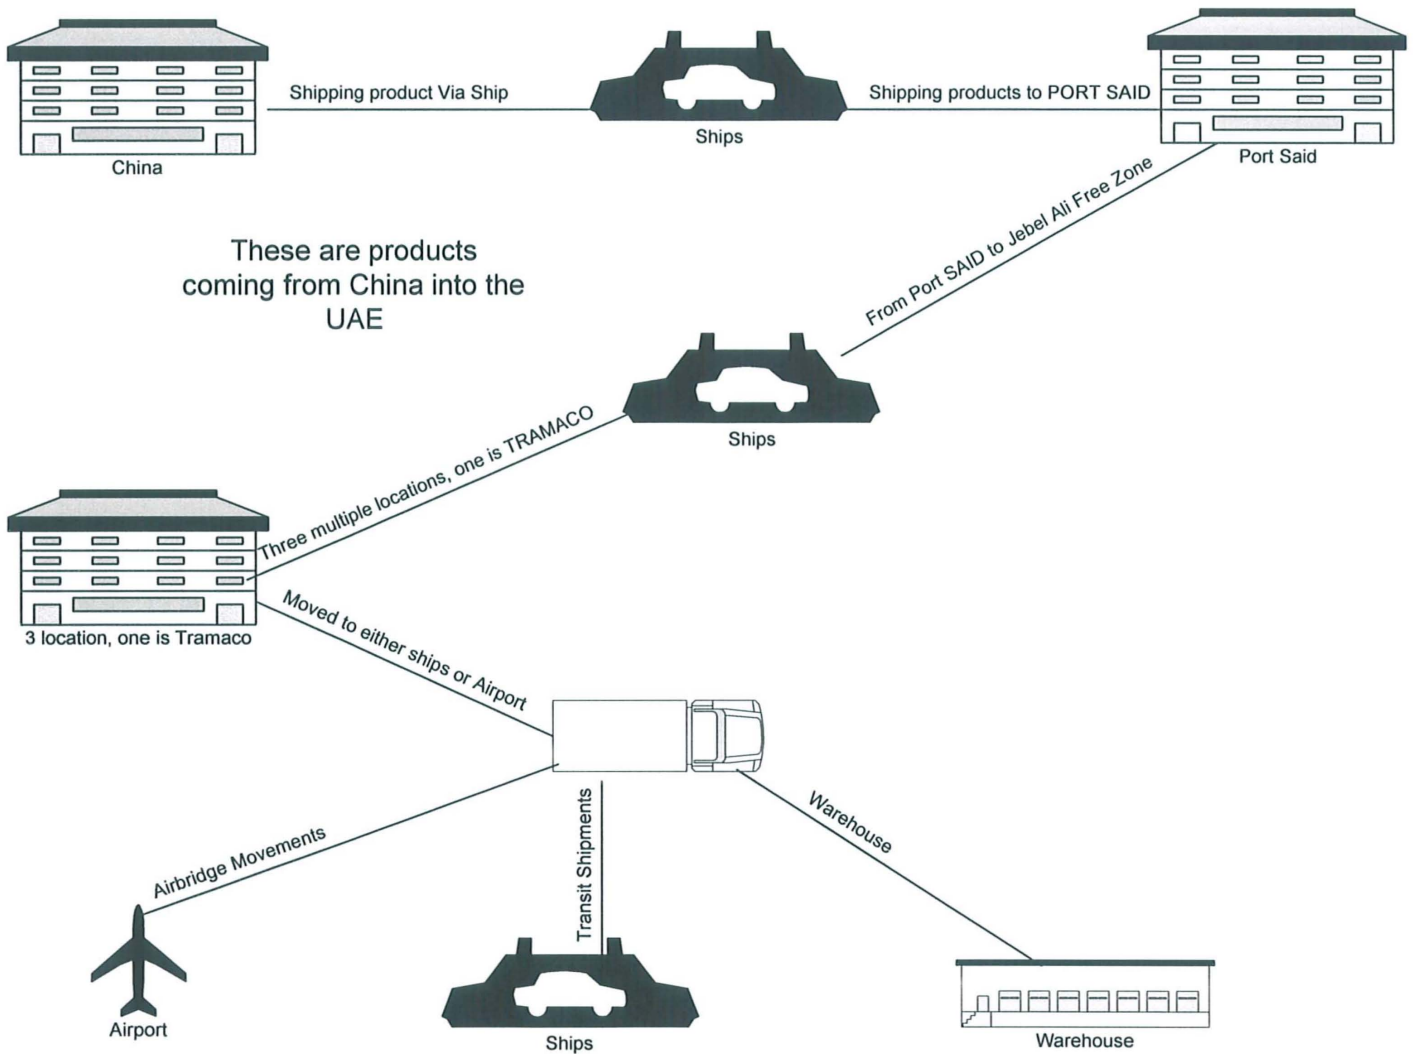 Shipping product Via Ship
Shipping products to PORT SAID
Ships
China
Port Said
From Port SAID to Jebel Ali Free Zone
These are products
coming from China into the
UAE
Ships
Three multiple locations, one is TRAMACO
3 location, one is Tramaco
Moved to either ships or Airport
Airbridge Movements
Transit Shipments
Warehouse
Airport
Ships
Warehouse